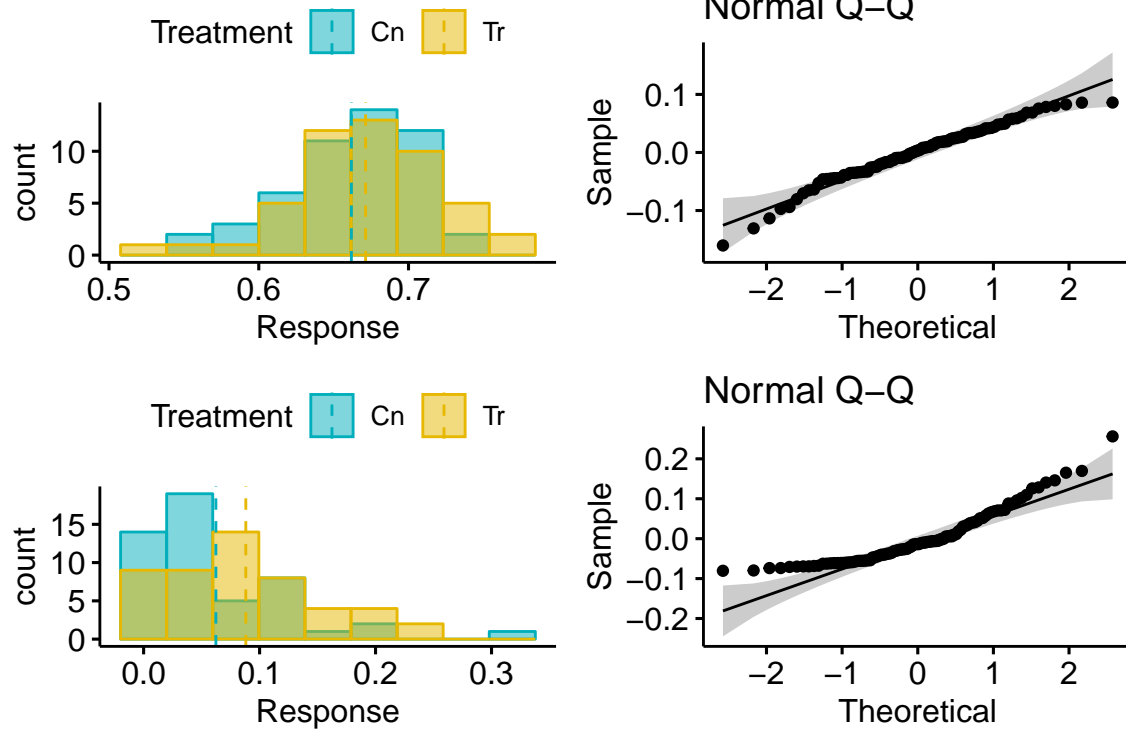 Treatment Cn Tr
count
10
5
0
0.5 0.6 0.7
Response
Normal Q−Q
Sample
0.1
0.0
−0.1
−2 −1 0 1 2
Theoretical
Treatment Cn Tr
count
15
10
5
0
0.0 0.1 0.2 0.3
Response
Normal Q−Q
Sample
0.2
0.1
0.0
−0.1
−0.2
−2 −1 0 1 2
Theoretical